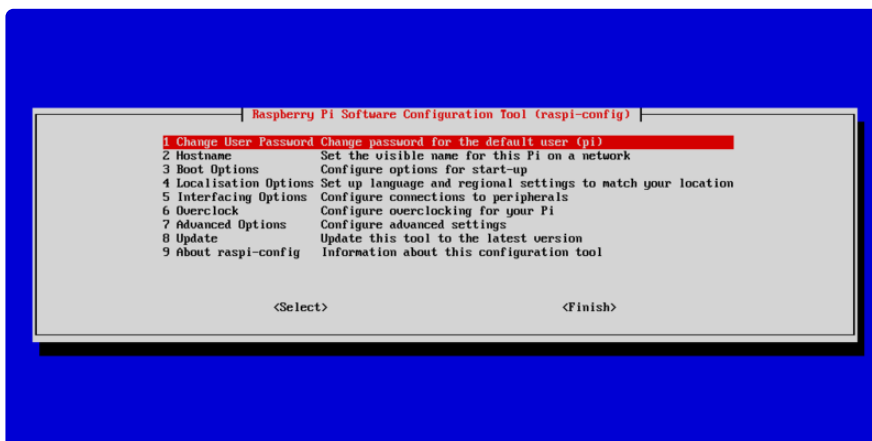 Raspberry Pi Software Configuration Tool (raspi-config)
1 Change User Password Change password for the default user (pi)
2 Hostname Set the visible name for this Pi on a network
3 Boot Options Configure options for start-up
4 Localisation Options Set up language and regional settings to match your location
5 Interfacing Options Configure connections to peripherals
6 Overclock Configure overclocking for your Pi
7 Advanced Options Configure advanced settings
8 Update Update this tool to the latest version
9 About raspi-config Information about this configuration tool
<Select> <Finish>